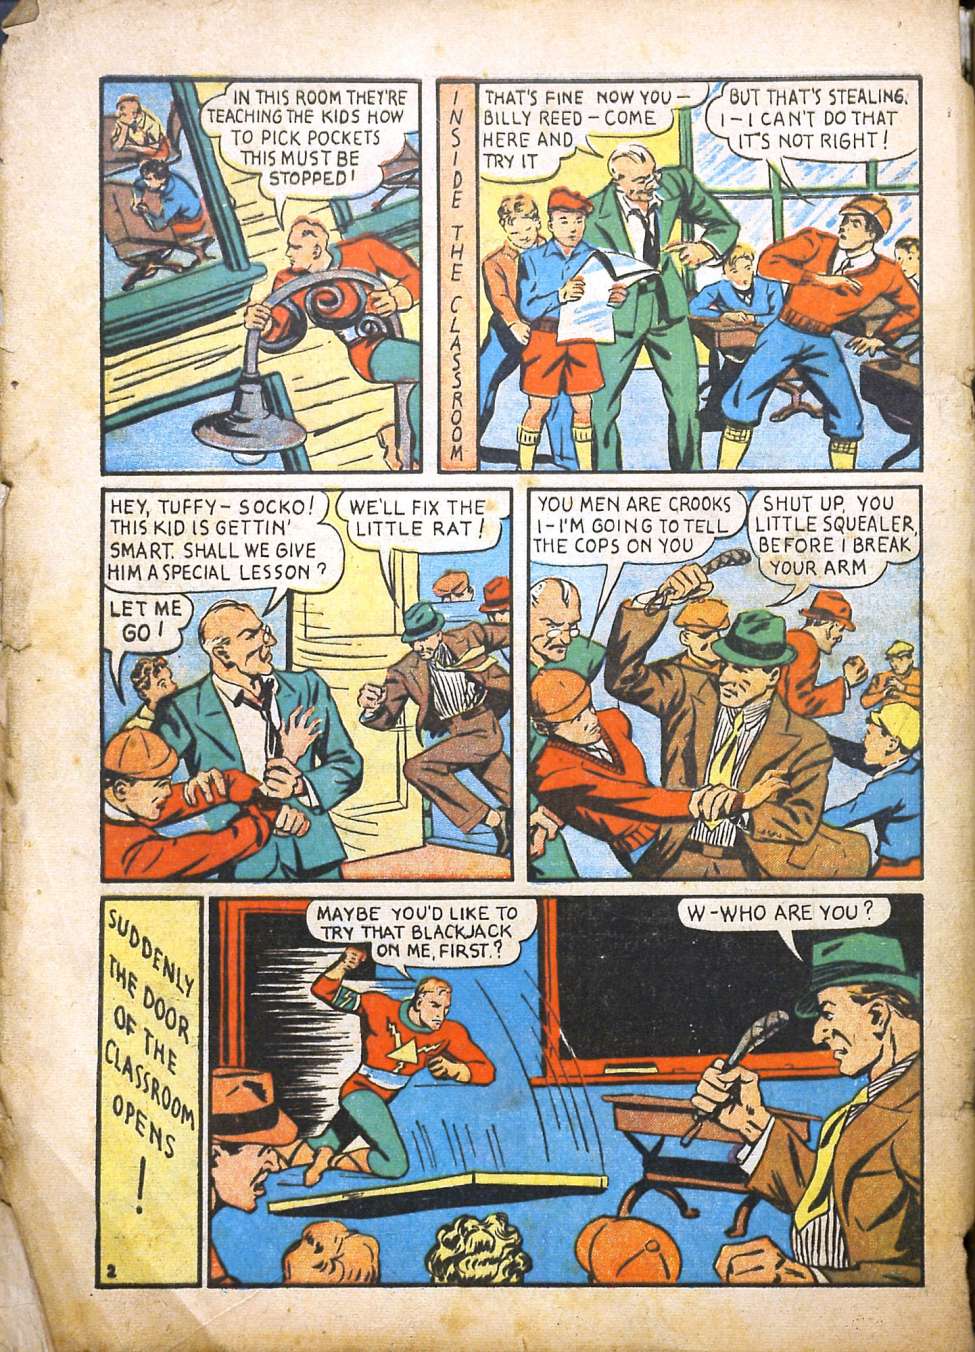 IN THIS ROOM THEY'RE
TEACHING THE KIDS HOW
TO PICK POCKETS
THIS MUST BE
STOPPED!
INSIDE THE CLASSROOM
THAT'S FINE NOW YOU -
BILLY REED - COME
HERE AND
TRY IT
BUT THAT'S STEALING.
I-I CAN'T DO THAT
IT'S NOT RIGHT!
HEY, TUFFY - SOCKO!
THIS KID IS GETTIN'
SMART. SHALL WE GIVE
HIM A SPECIAL LESSON?
LET ME
GO!
WE'LL FIX THE
LITTLE RAT!
YOU MEN ARE CROOKS
I-I'M GOING TO TELL
THE COPS ON YOU
SHUT UP, YOU
LITTLE SQUEALER,
BEFORE I BREAK
YOUR ARM
SUDDENLY
THE DOOR
OF THE
CLASSROOM
OPENS
!
MAYBE YOU'D LIKE TO
TRY THAT BLACKJACK
ON ME, FIRST.?
W-WHO ARE YOU?
2